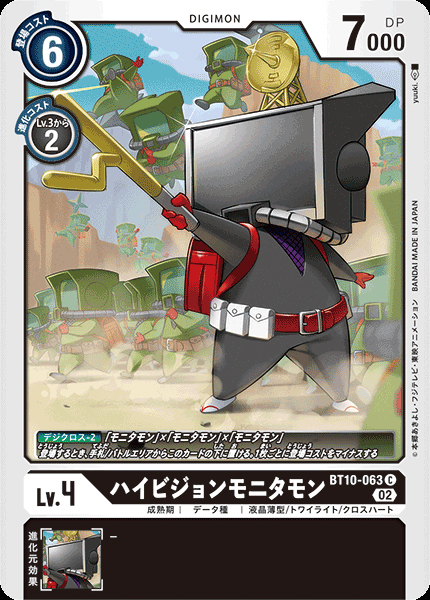 登場コスト
6
DIGIMON
7000
DP
yuuki.
進化コスト
Lv.3から
2
BANDAI MADE IN JAPAN
© 本郷あきよし・フジテレビ・東映アニメーション
デジクロス-2 「モニタモン」×「モニタモン」×「モニタモン」
登場するとき、手札/バトルエリアからこのカードの下に置ける。1枚ごとに登場コストをマイナスする
Lv.4
ハイビジョンモニタモン
BT10-063 C
02
成熟期 | データ種 | 液晶薄型/トワイライト/クロスハート
進化元効果
-